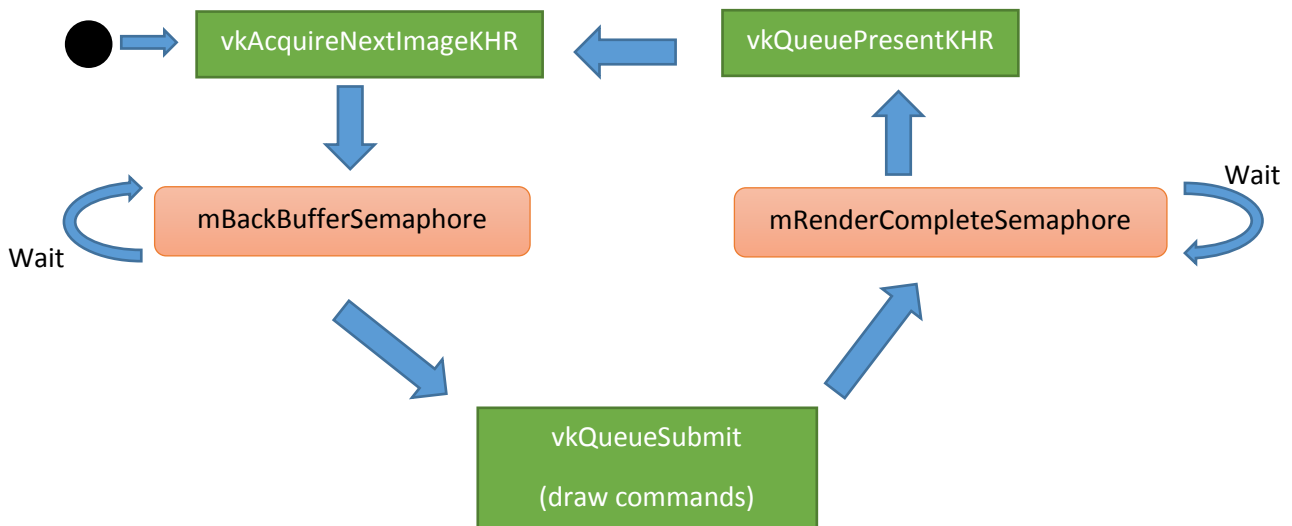 vkAcquireNextImageKHR
vkQueuePresentKHR
Wait
mBackBufferSemaphore
mRenderCompleteSemaphore
Wait
vkQueueSubmit
(draw commands)